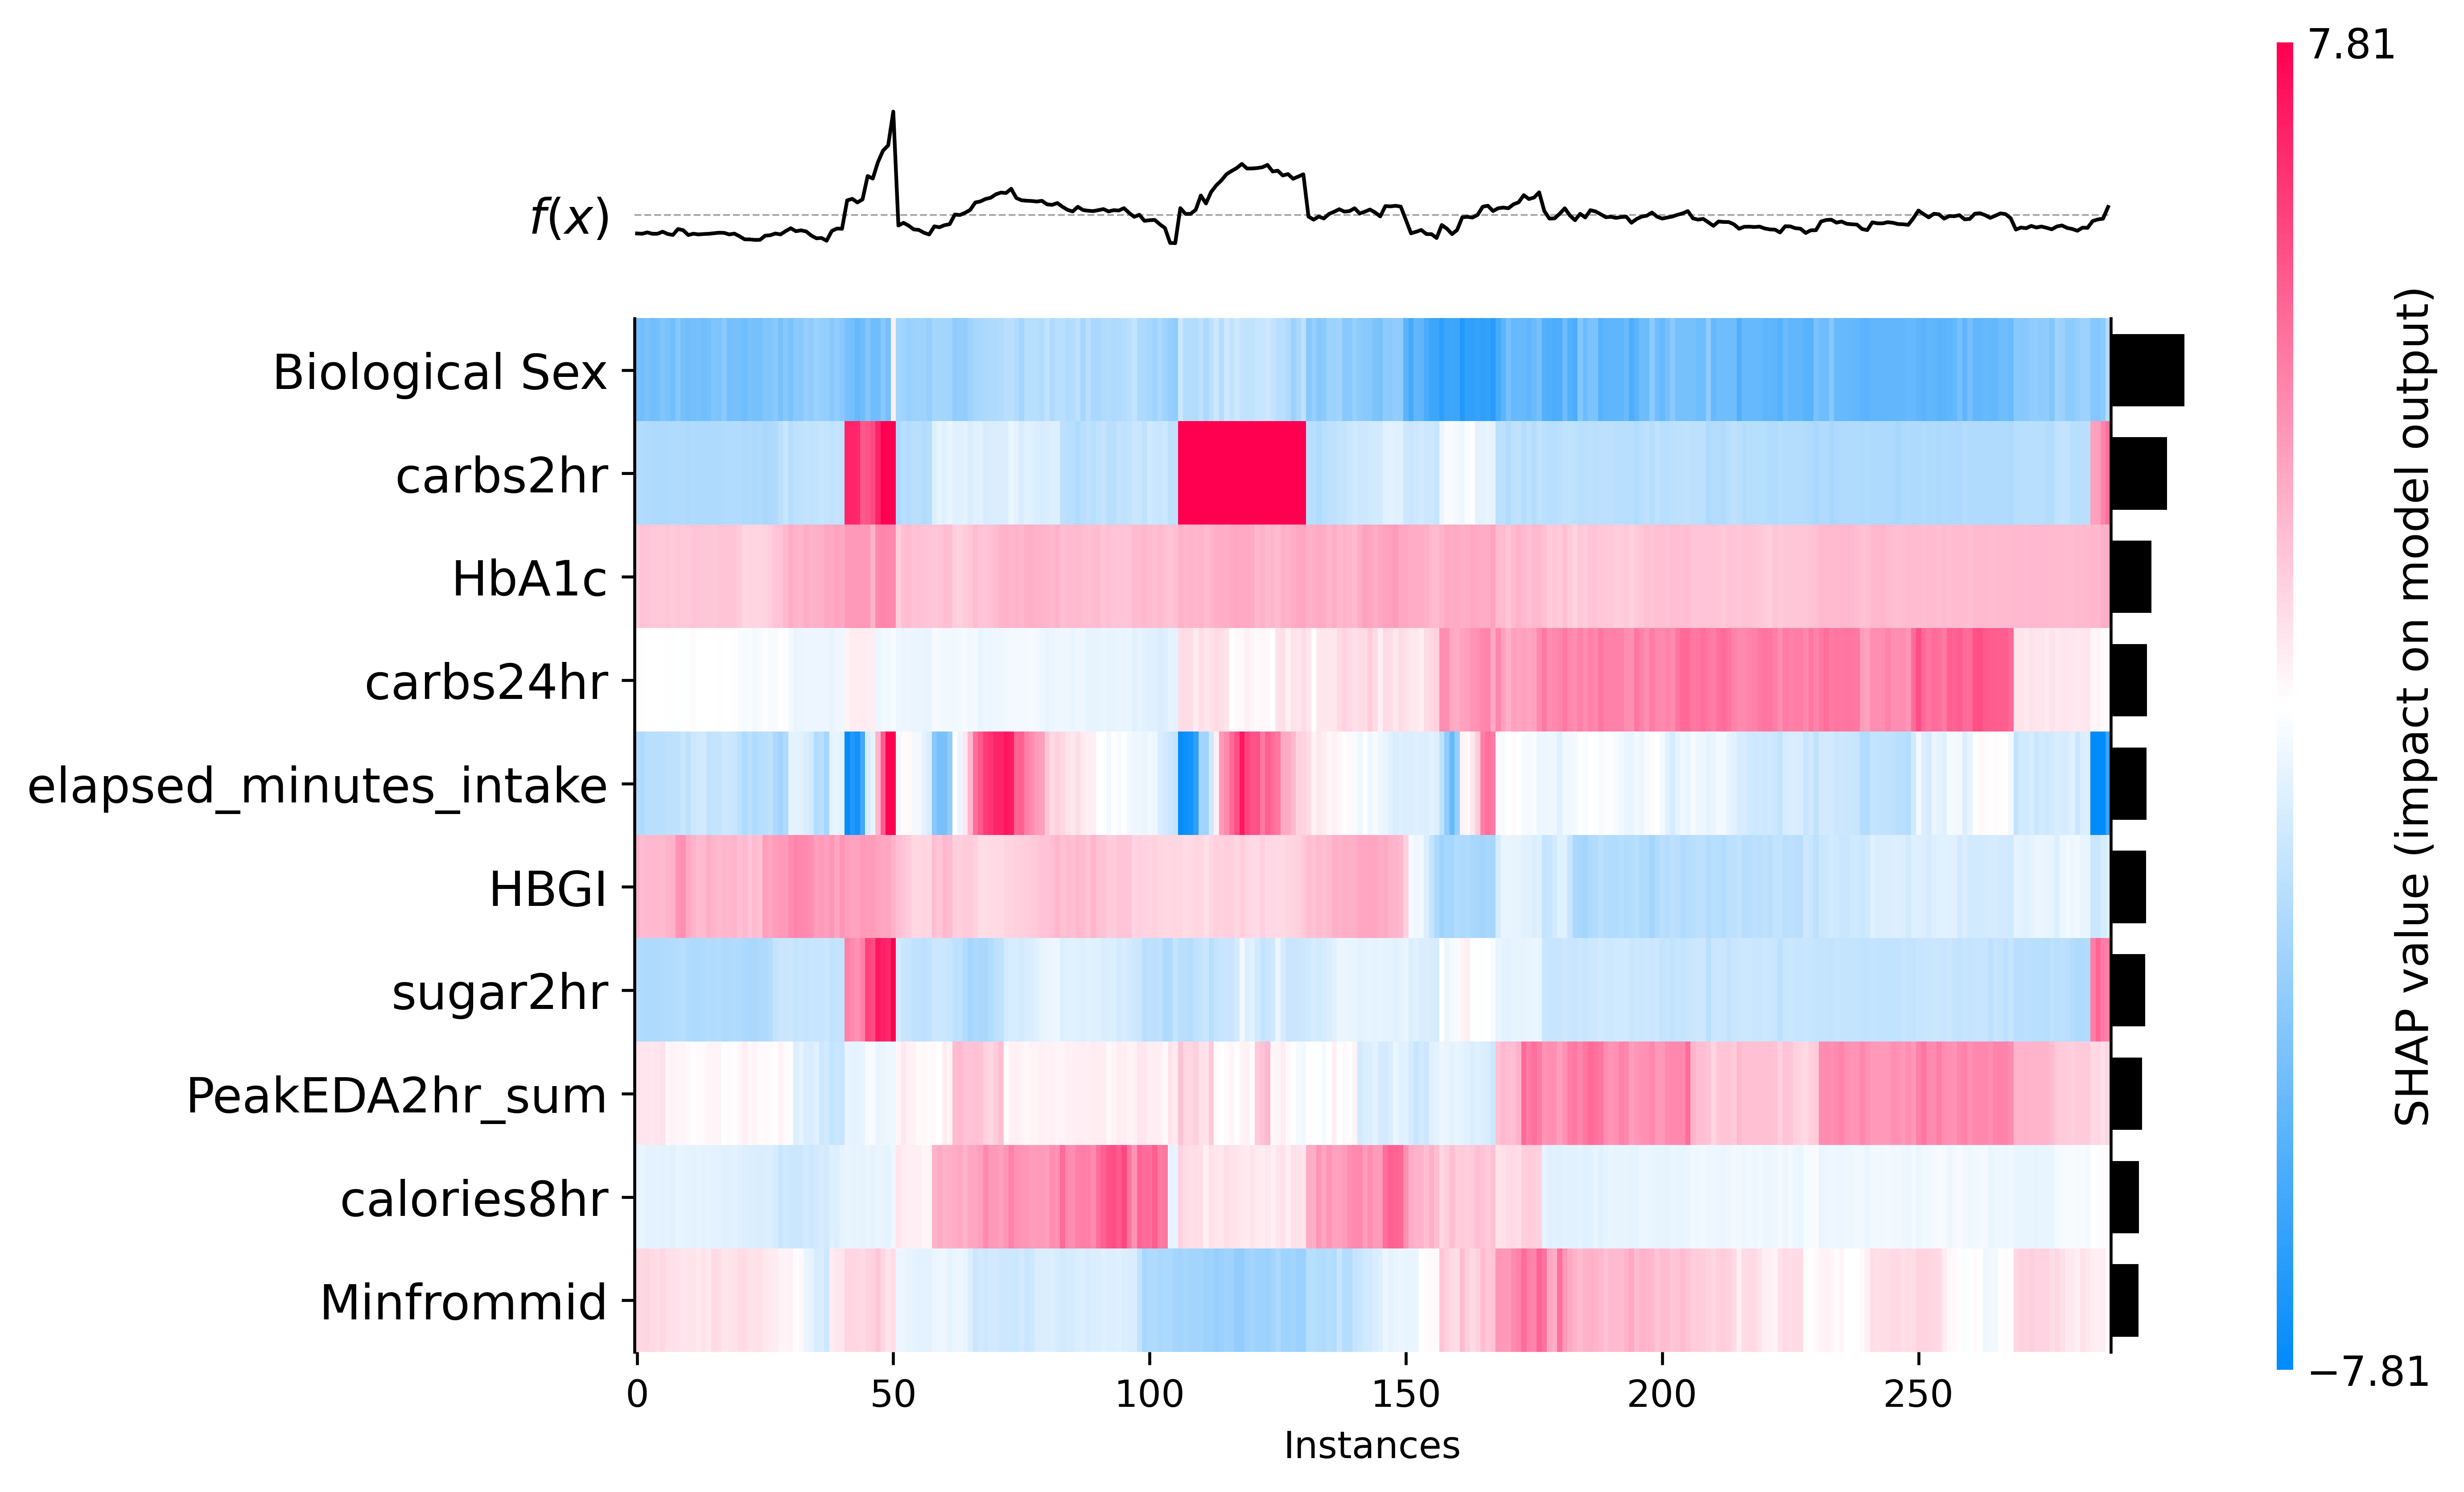 7.81
f(x)
Biological Sex
carbs2hr
HbA1c
carbs24hr
elapsed_minutes_intake
HBGI
sugar2hr
PeakEDA2hr_sum
calories8hr
Minfrommid
0 50 100 150 200 250
Instances
SHAP value (impact on model output)
−7.81